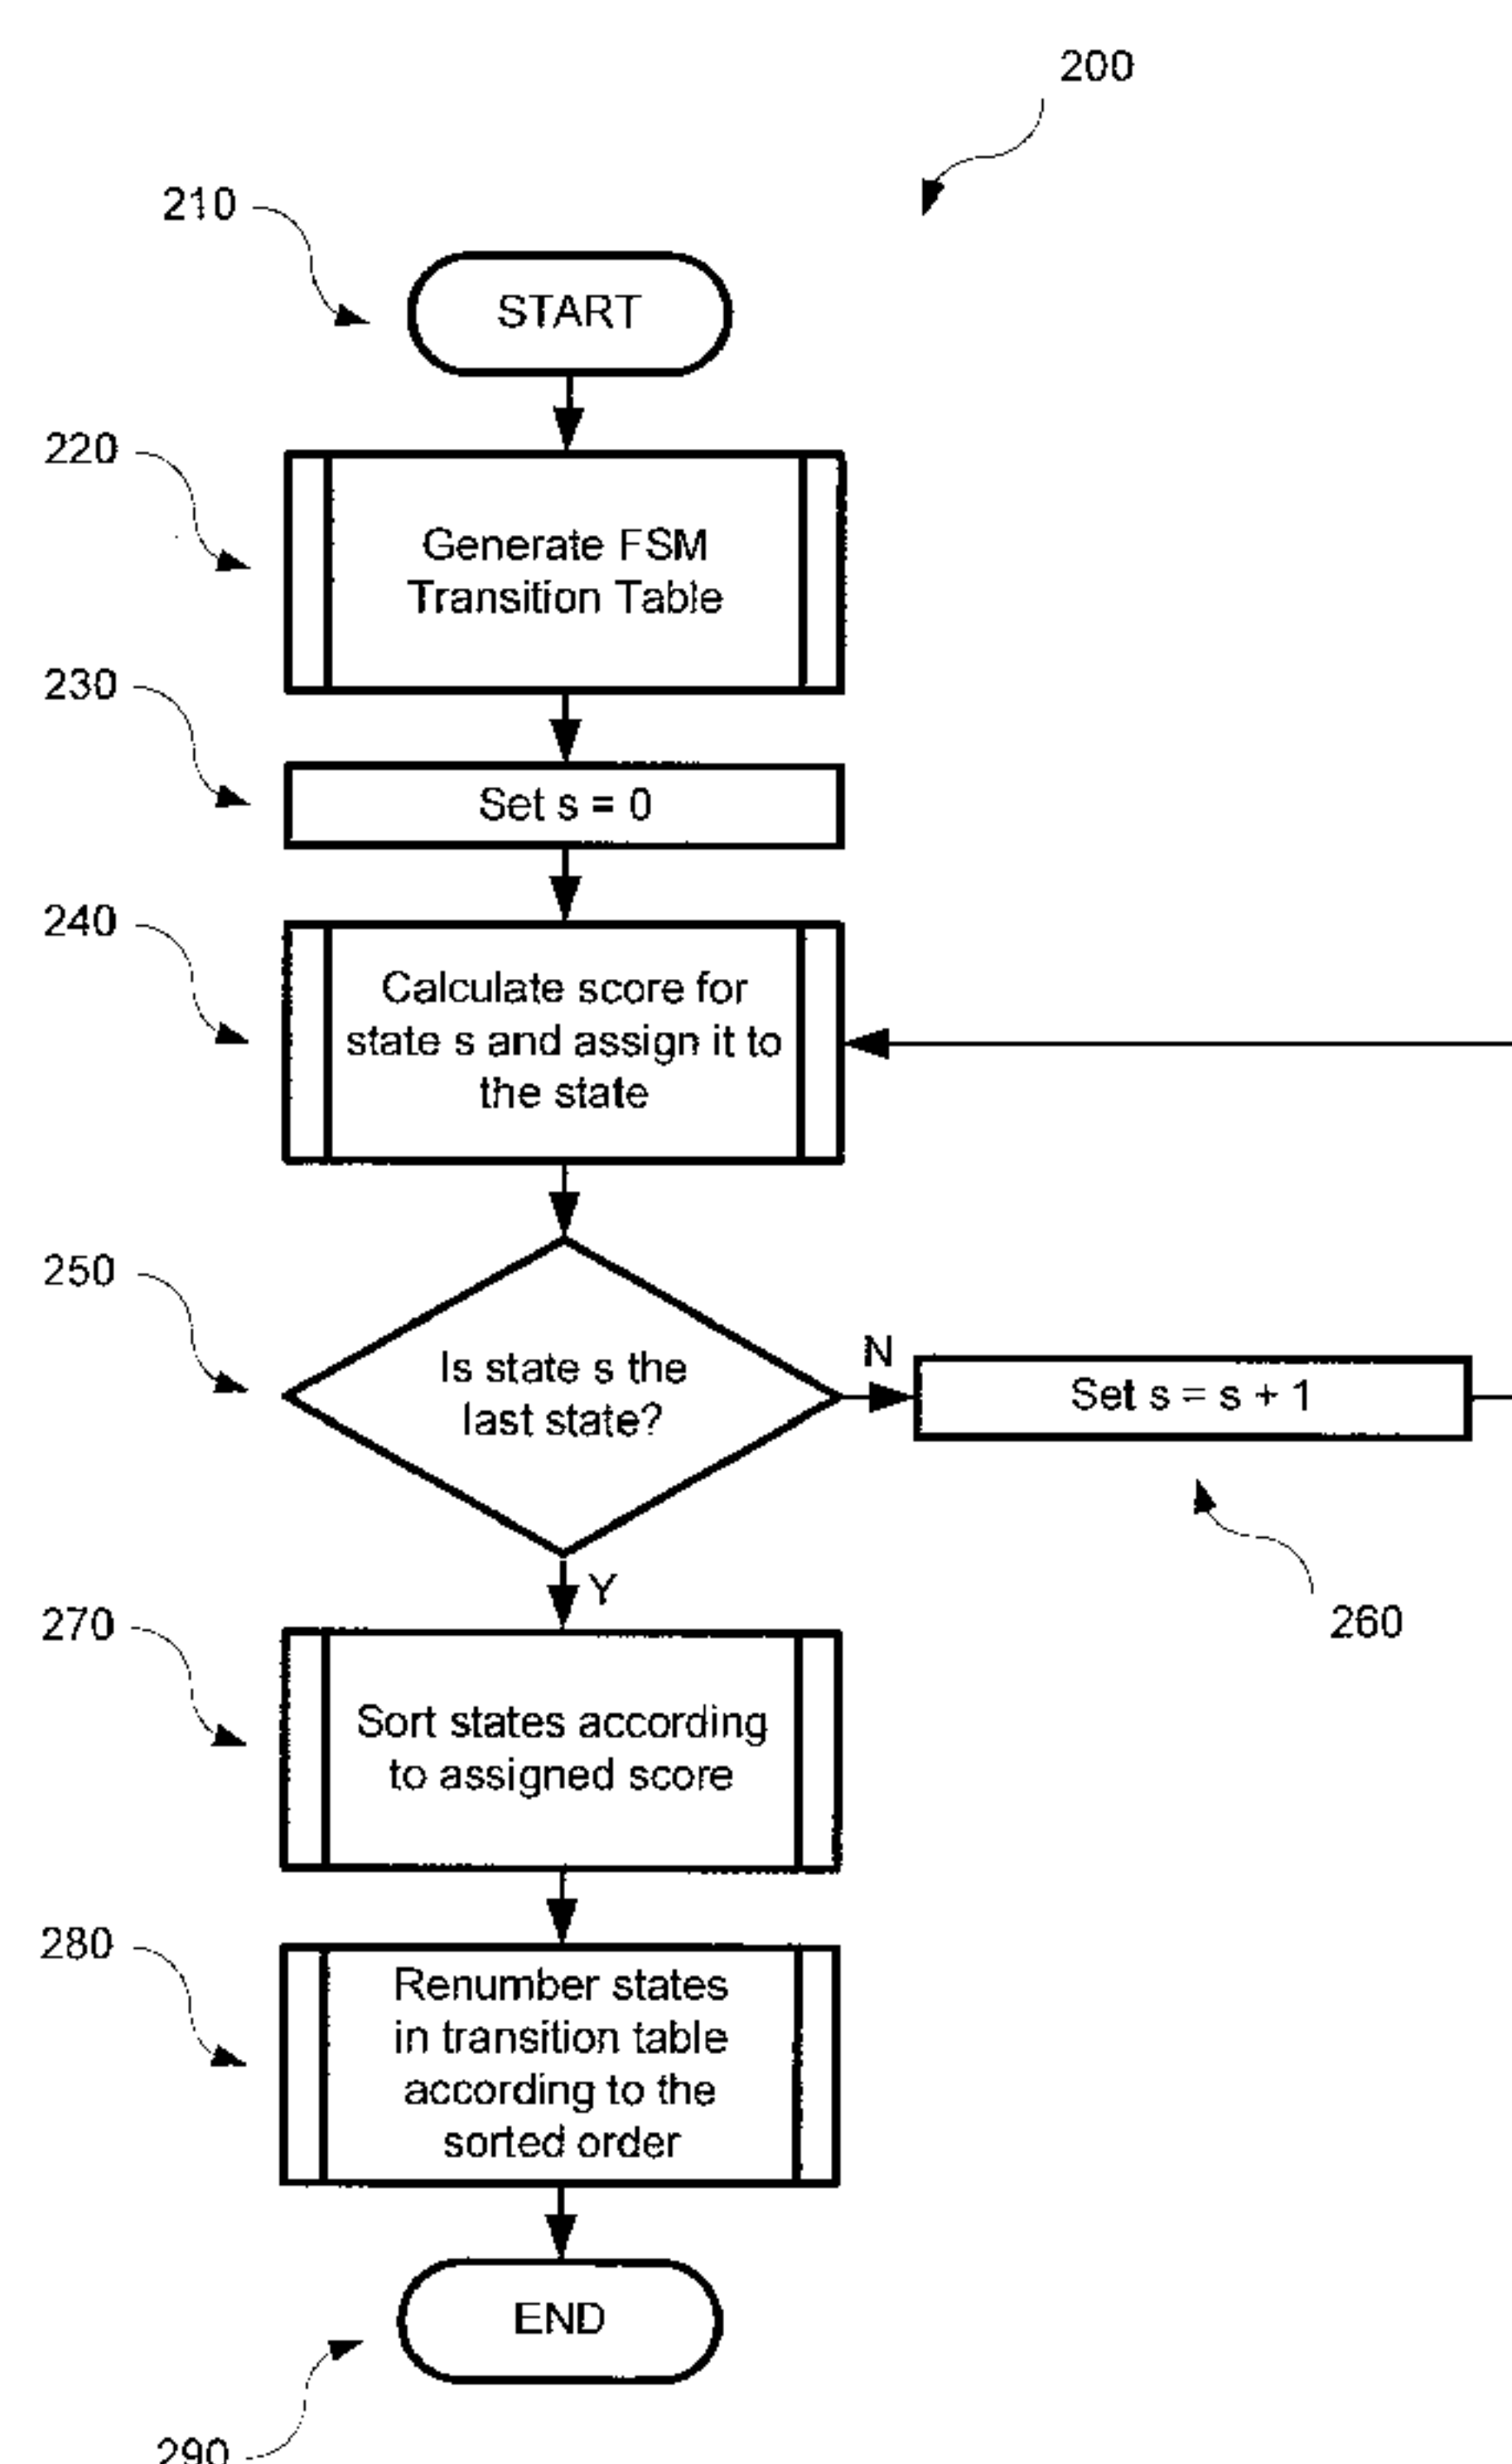 200
210
START
220
Generate FSM
Transition Table
230
Set s = 0
240
Calculate score for
state s and assign it to
the state
250
Is state s the
last state?
N
Set s = s + 1
260
Y
270
Sort states according
to assigned score
280
Renumber states
in transition table
according to the
sorted order
END
290